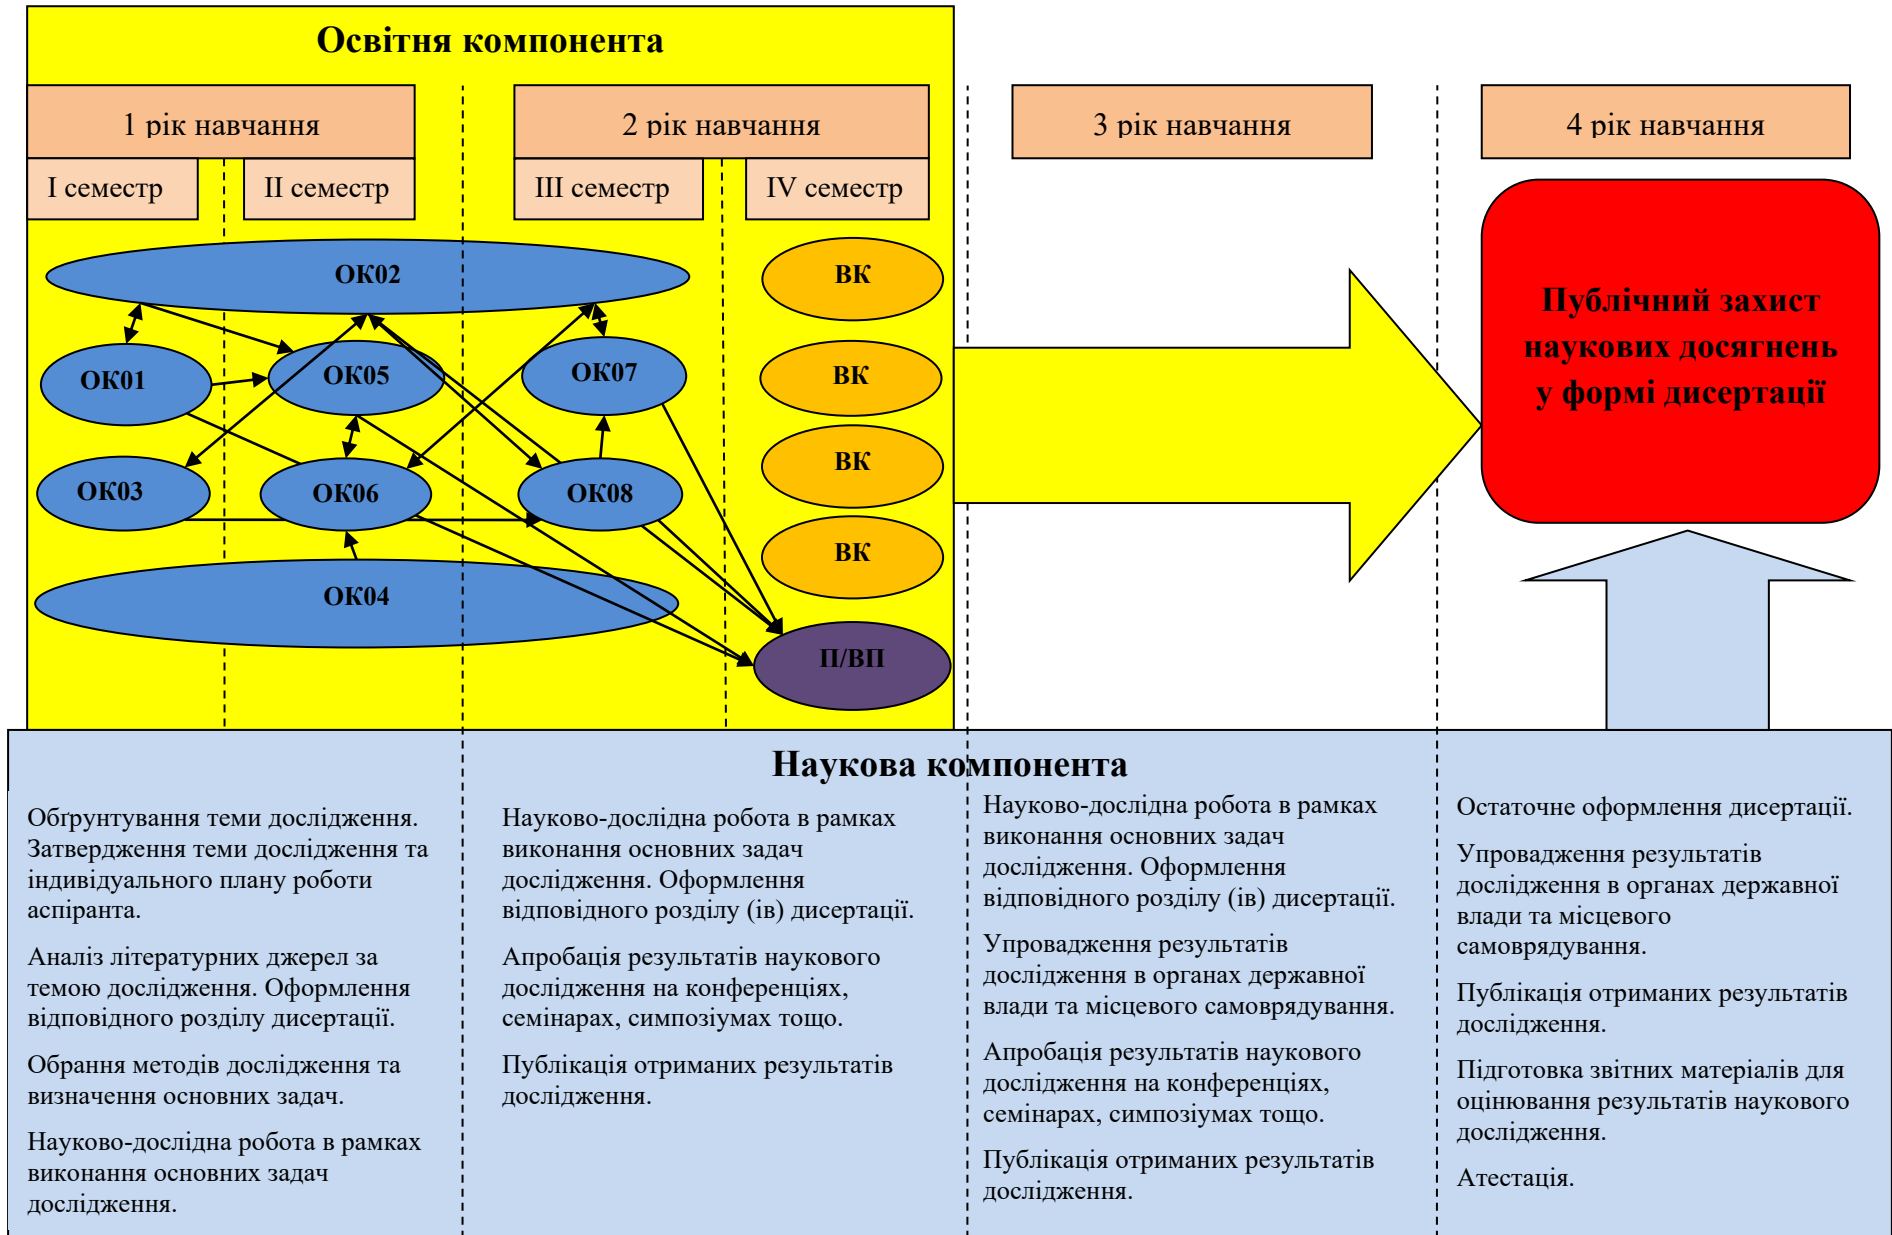 Освітня компонента
1 рік навчання
2 рік навчання
3 рік навчання
4 рік навчання
І семестр
ІІ семестр
ІІІ семестр
IV семестр
ОК02
ВК
Публічний захист
наукових досягнень
у формі дисертації
ОК01
ОК05
ОК07
ВК
ОК03
ОК06
ОК08
ВК
ВК
ОК04
П/ВП
Наукова компонента
Обґрунтування теми дослідження.
Затвердження теми дослідження та
індивідуального плану роботи
аспіранта.
Аналіз літературних джерел за
темою дослідження. Оформлення
відповідного розділу дисертації.
Обрання методів дослідження та
визначення основних задач.
Науково-дослідна робота в рамках
виконання основних задач
дослідження.
Науково-дослідна робота в рамках
виконання основних задач
дослідження. Оформлення
відповідного розділу (ів) дисертації.
Апробація результатів наукового
дослідження на конференціях,
семінарах, симпозіумах тощо.
Публікація отриманих результатів
дослідження.
Науково-дослідна робота в рамках
виконання основних задач
дослідження. Оформлення
відповідного розділу (ів) дисертації.
Упровадження результатів
дослідження в органах державної
влади та місцевого самоврядування.
Апробація результатів наукового
дослідження на конференціях,
семінарах, симпозіумах тощо.
Публікація отриманих результатів
дослідження.
Остаточне оформлення дисертації.
Упровадження результатів
дослідження в органах державної
влади та місцевого
самоврядування.
Публікація отриманих результатів
дослідження.
Підготовка звітних матеріалів для
оцінювання результатів наукового
дослідження.
Атестація.